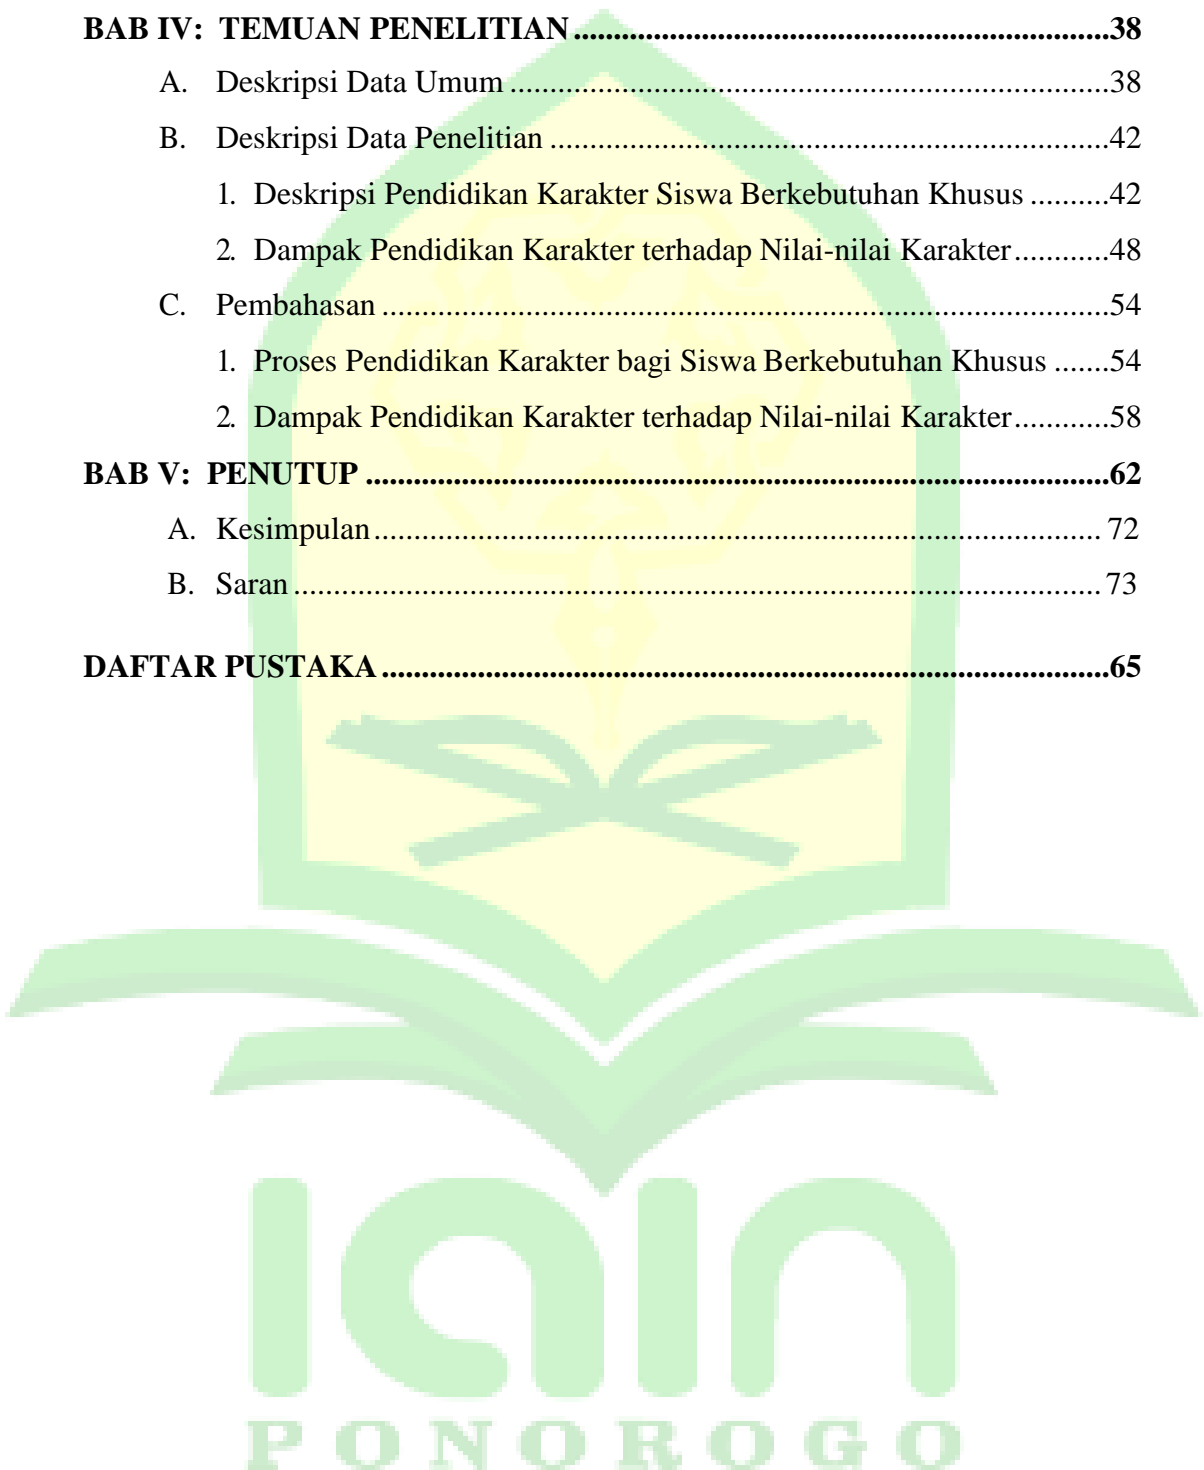 BAB IV: TEMUAN PENELITIAN....................................................................38
A. Deskripsi Data Umum............................................................................38
B. Deskripsi Data Penelitian.......................................................................42
1. Deskripsi Pendidikan Karakter Siswa Berkebutuhan Khusus..........42
2. Dampak Pendidikan Karakter terhadap Nilai-nilai Karakter............48
C. Pembahasan............................................................................................54
1. Proses Pendidikan Karakter bagi Siswa Berkebutuhan Khusus.......54
2. Dampak Pendidikan Karakter terhadap Nilai-nilai Karakter............58
BAB V: PENUTUP..............................................................................................62
A. Kesimpulan............................................................................................ 72
B. Saran...................................................................................................... 73
DAFTAR PUSTAKA............................................................................................65
iain
PONOROGO